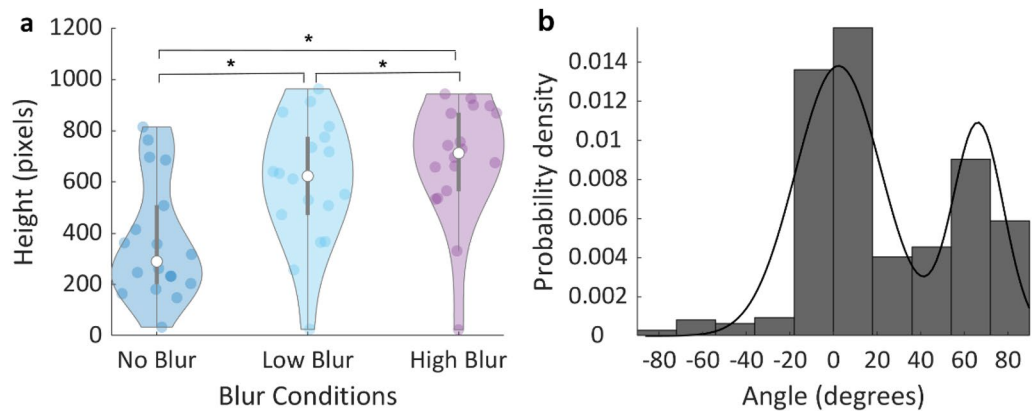 a
1200
1000
800
600
400
200
0
Height (pixels)
*
*
*
No Blur Low Blur High Blur
Blur Conditions
b
0.014
0.012
0.01
0.008
0.006
0.004
0.002
0
Probability density
-80 -60 -40 -20 0 20 40 60 80
Angle (degrees)